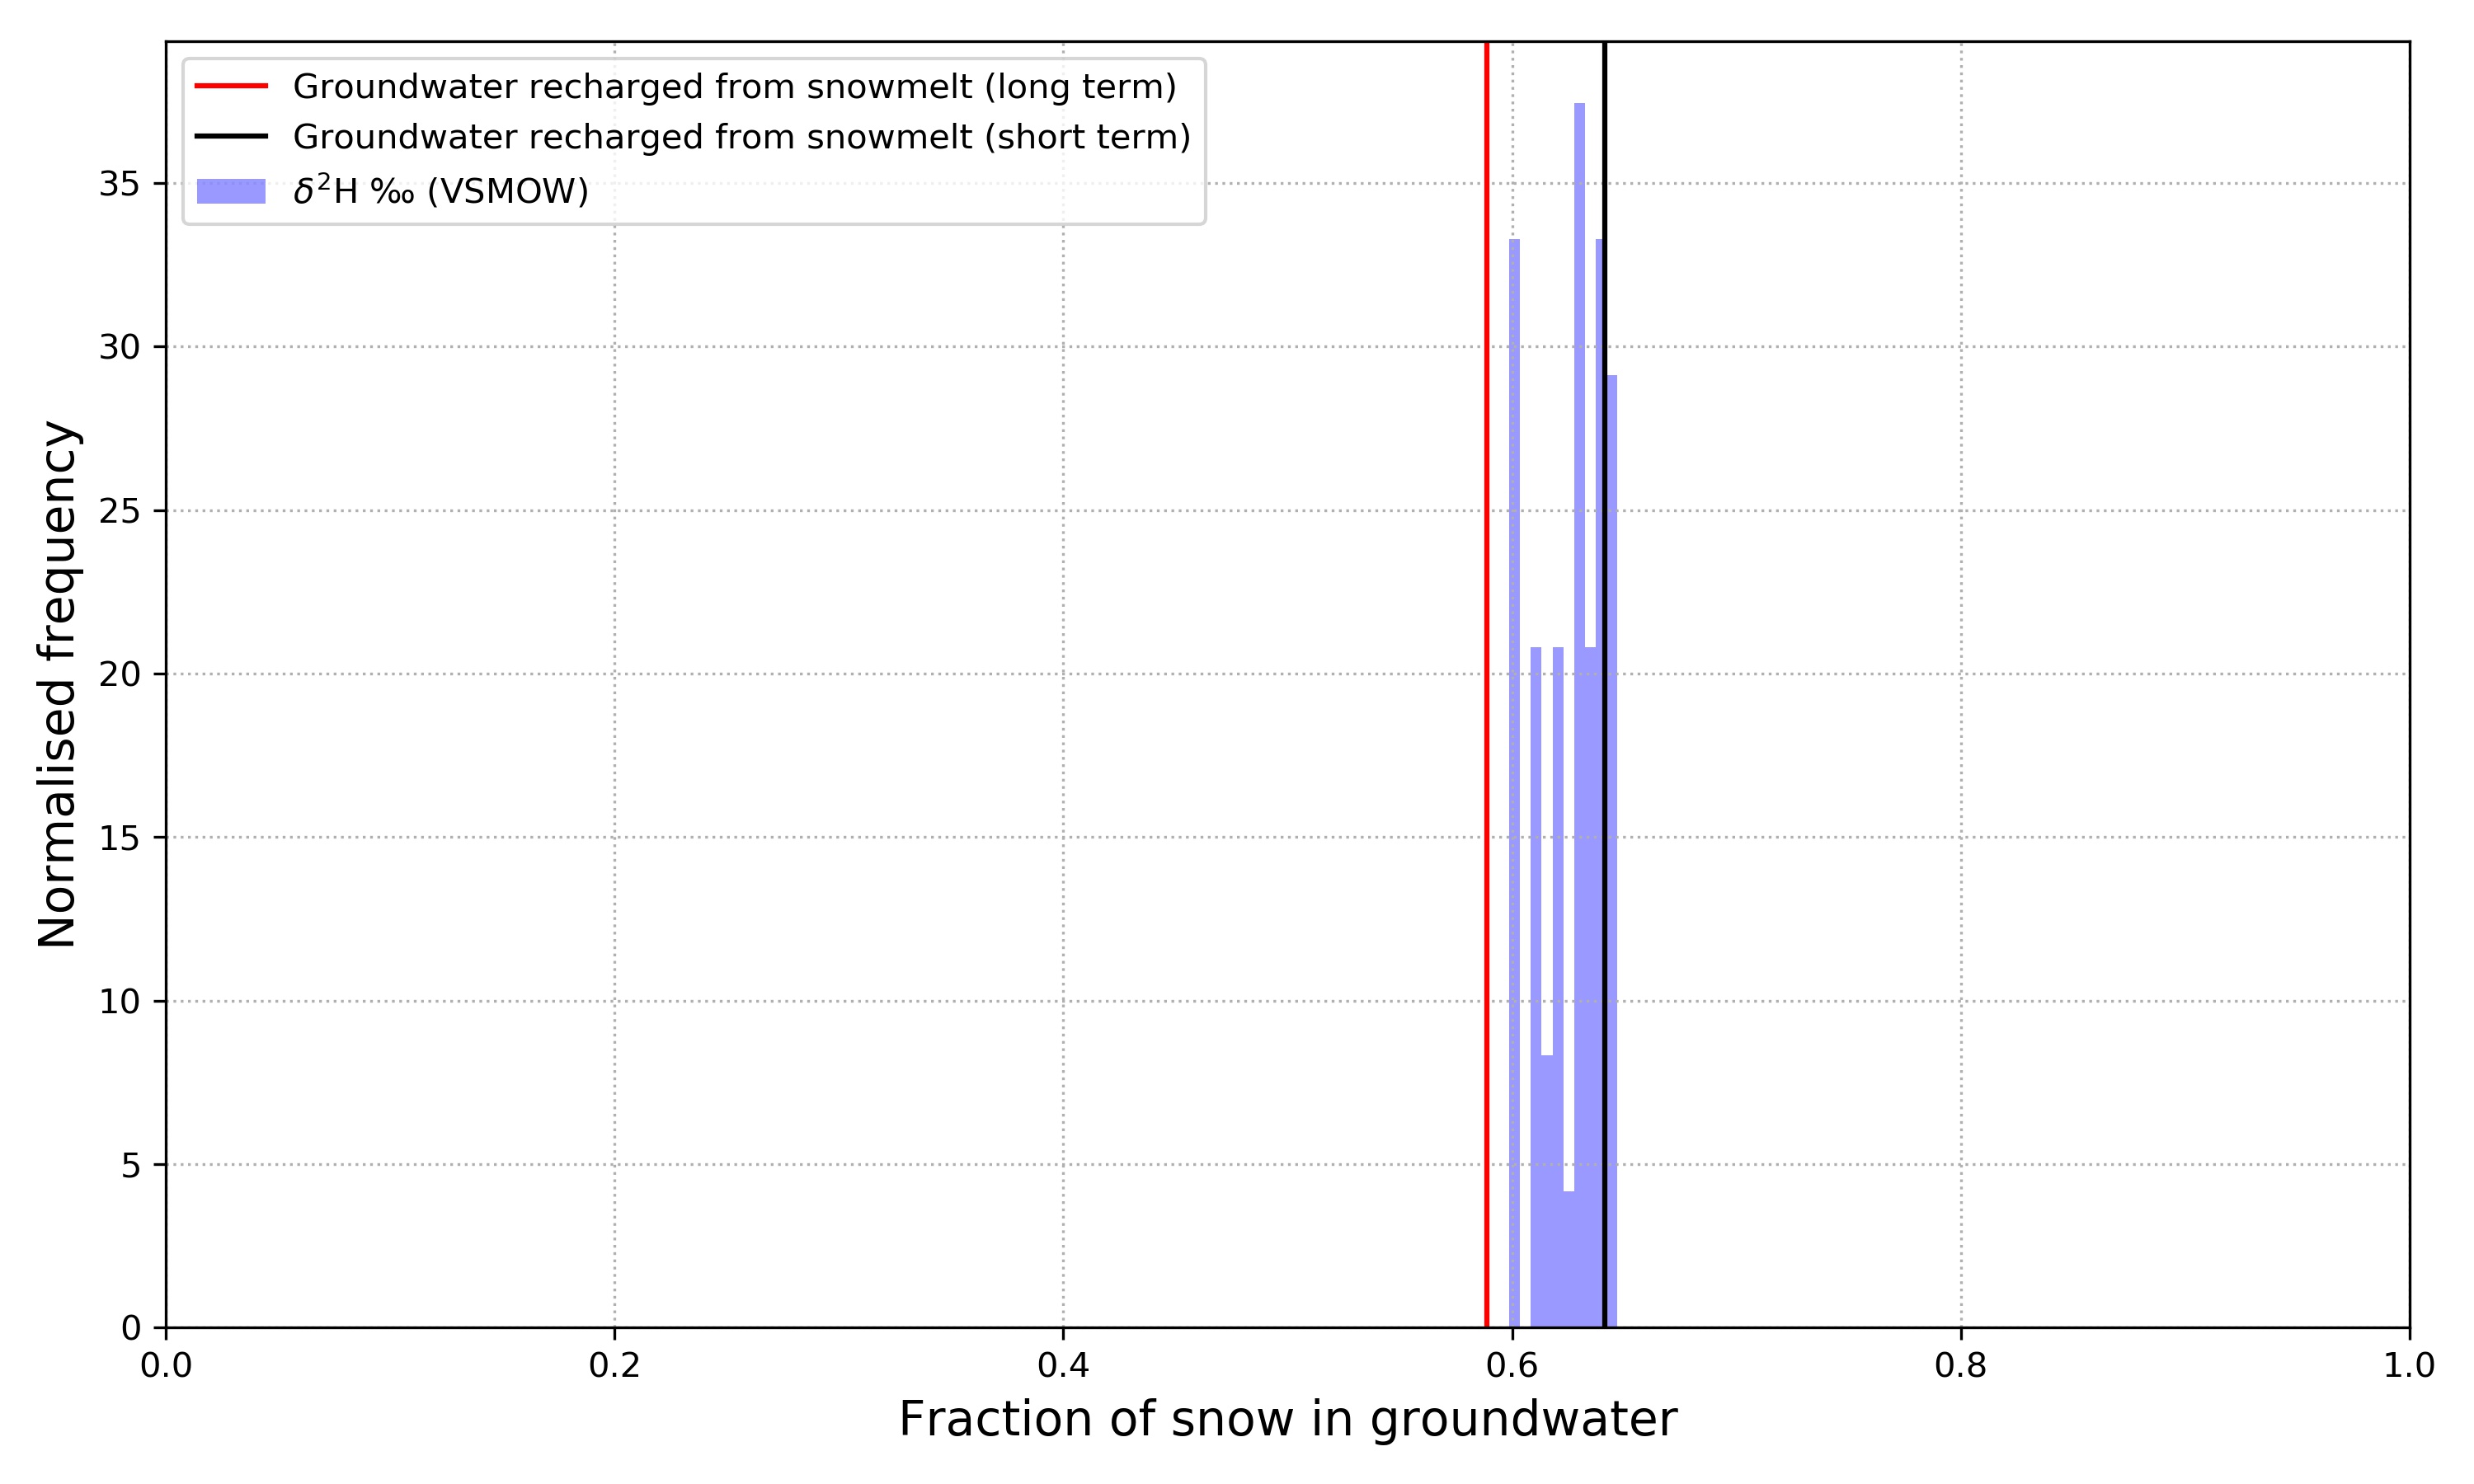 Groundwater recharged from snowmelt (long term)
Groundwater recharged from snowmelt (short term)
δ²H ‰ (VSMOW)
Normalised frequency
35
30
25
20
15
10
5
0
0.0 0.2 0.4 0.6 0.8 1.0
Fraction of snow in groundwater